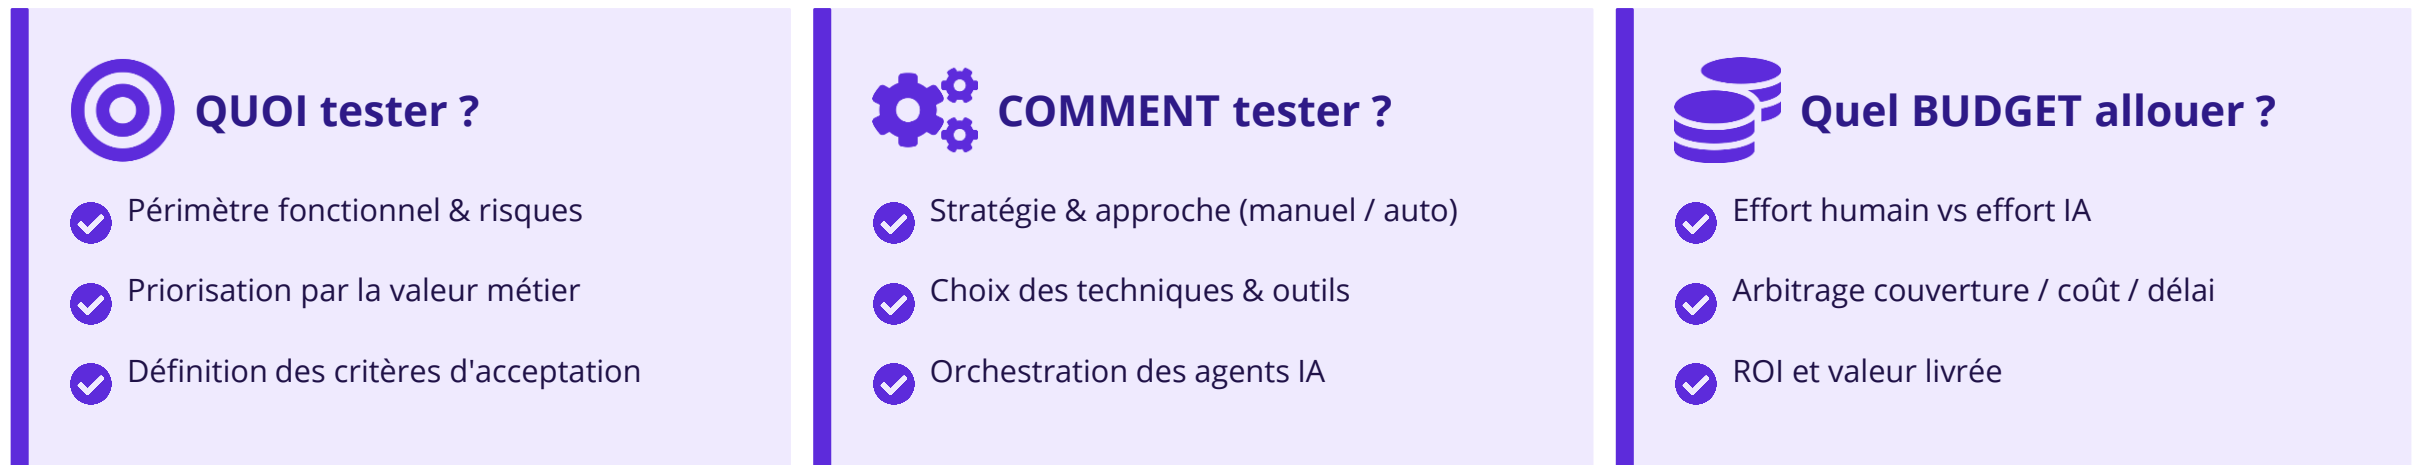 QUOI tester ?
Périmètre fonctionnel & risques
Priorisation par la valeur métier
Définition des critères d'acceptation
COMMENT tester ?
Stratégie & approche (manuel / auto)
Choix des techniques & outils
Orchestration des agents IA
Quel BUDGET allouer ?
Effort humain vs effort IA
Arbitrage couverture / coût / délai
ROI et valeur livrée